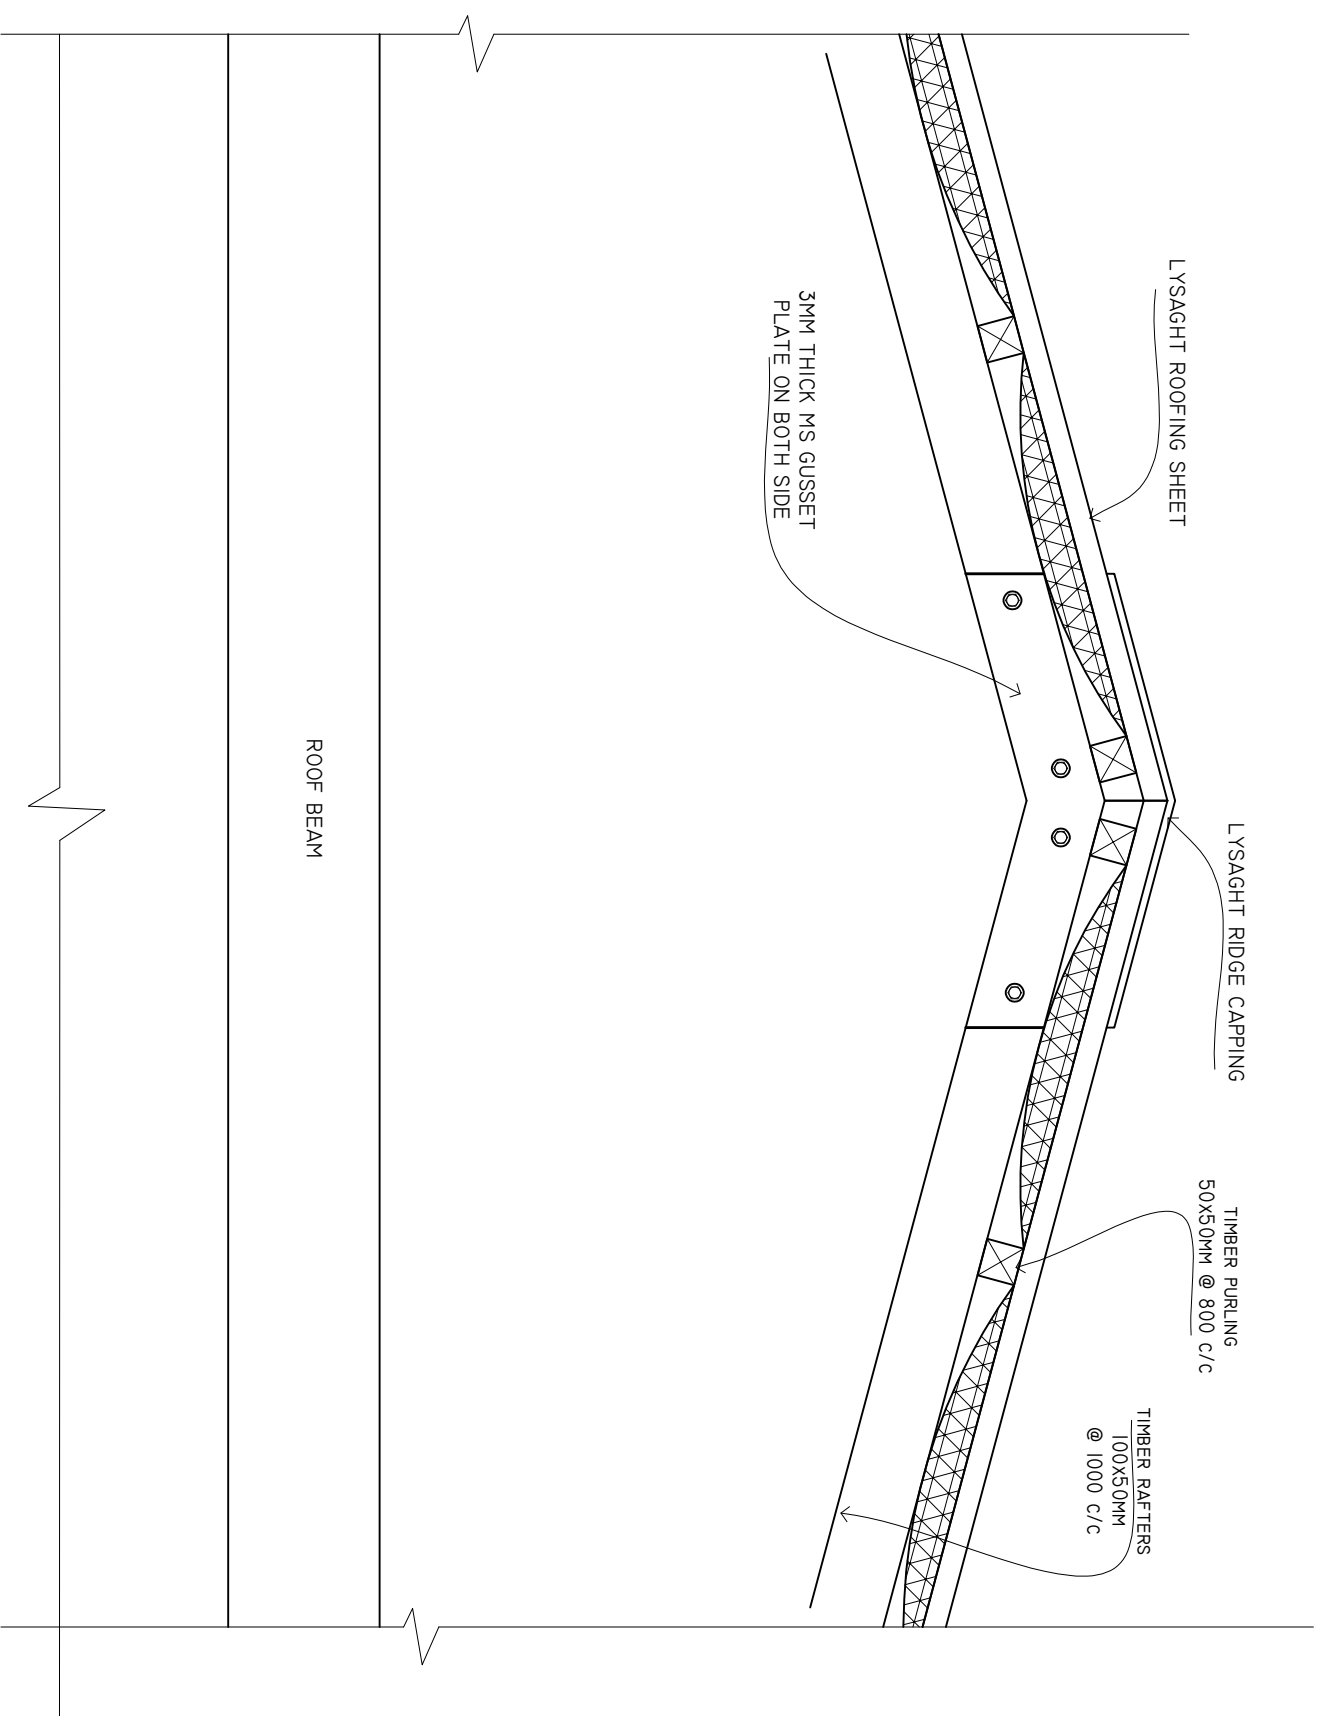 LYSAGHT RIDGE CAPPING
TIMBER PURLING
50x50MM @ 800 C/C
LYSAGHT ROOFING SHEET
TIMBER RAFTERS
100x50MM
@ 1000 C/C
3MM THICK MS GUSSET
PLATE ON BOTH SIDE
ROOF BEAM